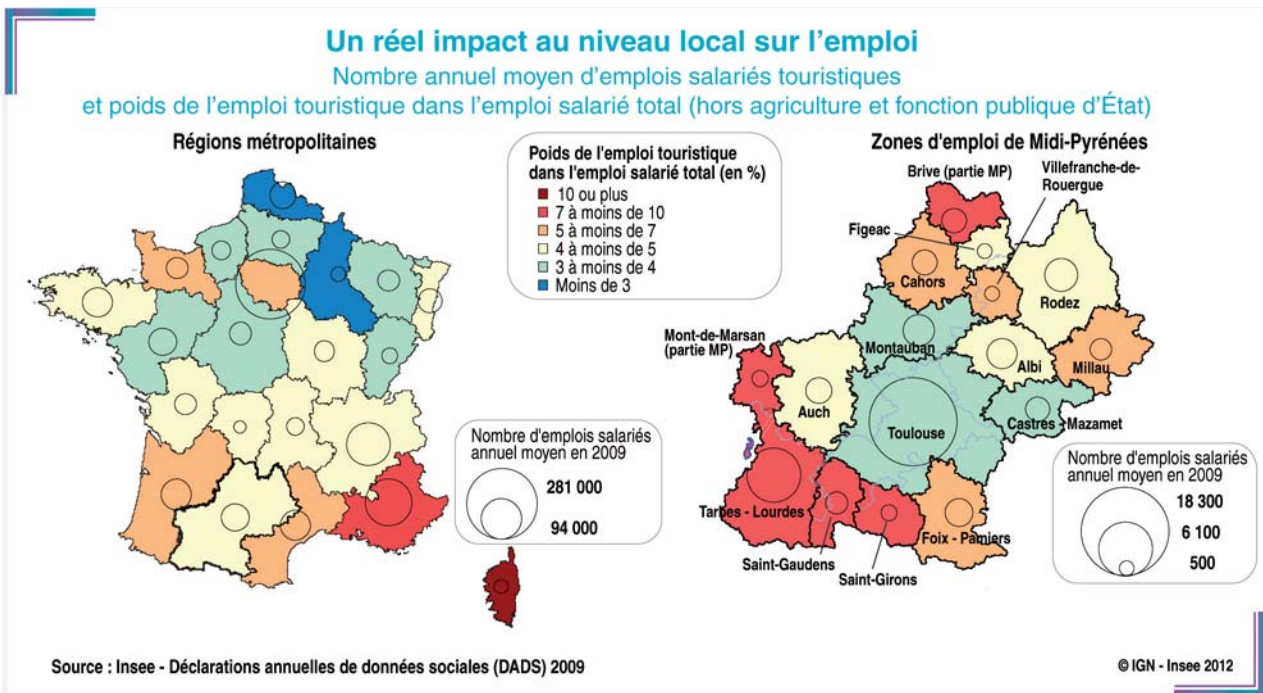 Un réel impact au niveau local sur l'emploi
Nombre annuel moyen d'emplois salariés touristiques
et poids de l'emploi touristique dans l'emploi salarié total (hors agriculture et fonction publique d'État)
Régions métropolitaines
Poids de l'emploi touristique
dans l'emploi salarié total (en %)
10 ou plus
7 à moins de 10
5 à moins de 7
4 à moins de 5
3 à moins de 4
Moins de 3
Nombre d'emplois salariés
annuel moyen en 2009
281 000
94 000
Zones d'emploi de Midi-Pyrénées
Brive (partie MP)
Villefranche-de-
Rouergue
Figeac
Cahors
Rodez
Mont-de-Marsan
(partie MP)
Montauban
Albi
Millau
Auch
Toulouse
Castres - Mazamet
Tarbes - Lourdes
Foix - Pamiers
Saint-Gaudens
Saint-Girons
Nombre d'emplois salariés
annuel moyen en 2009
18 300
6 100
500
Source : Insee - Déclarations annuelles de données sociales (DADS) 2009
© IGN - Insee 2012